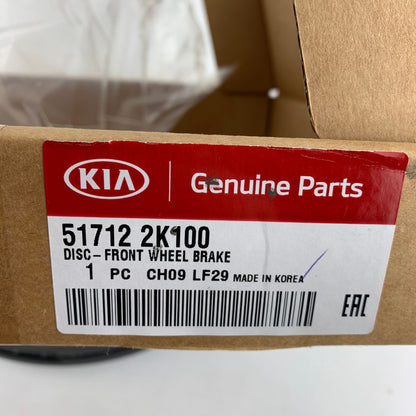 KIA Genuine Parts
51712 2K100
DISC-FRONT WHEEL BRAKE
1 PC CH09 LF29 MADE IN KOREA
EAC